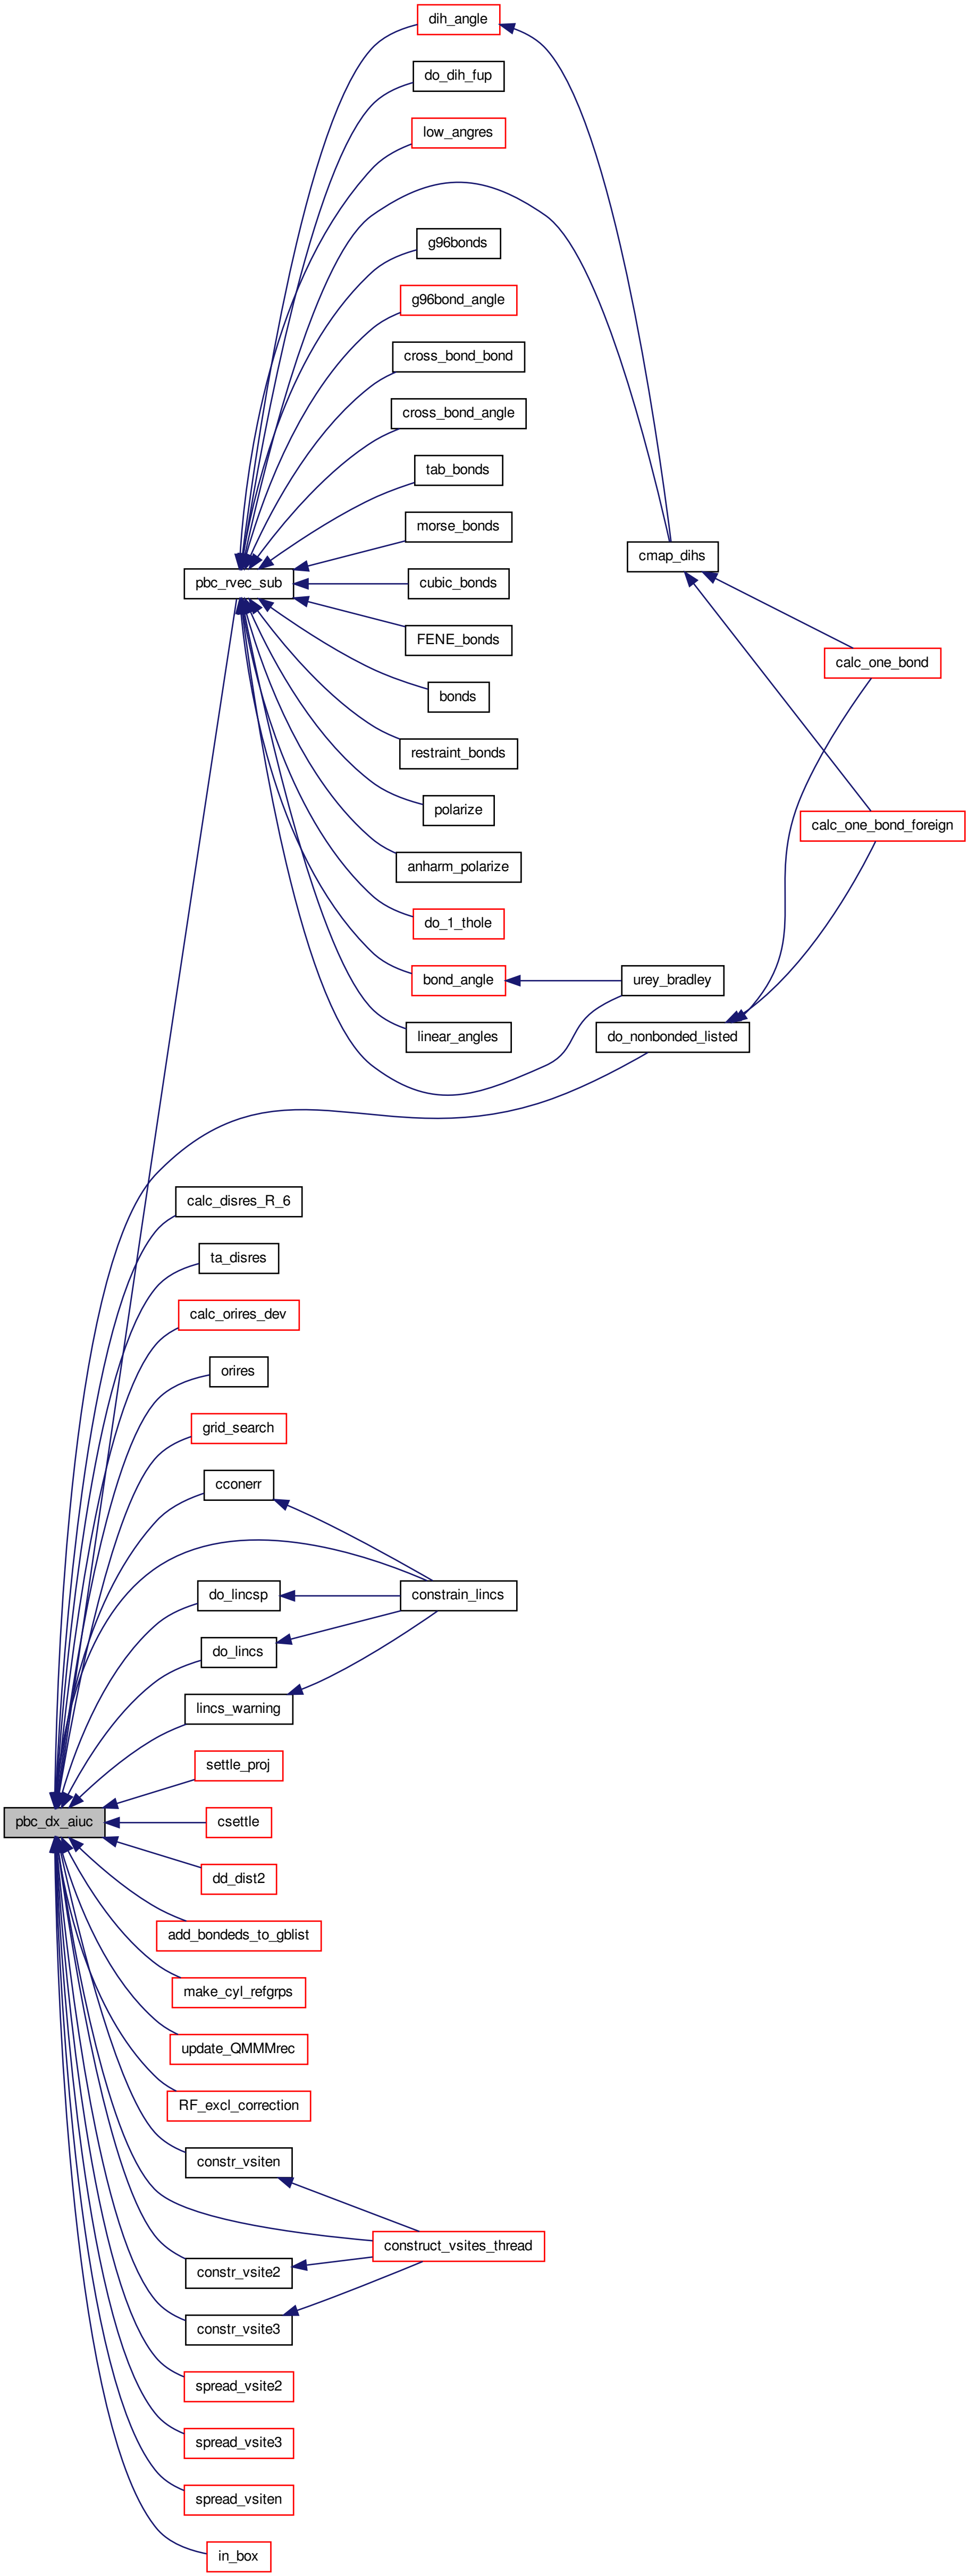 dih_angle
do_dih_fup
low_angres
g96bonds
g96bond_angle
cross_bond_bond
cross_bond_angle
tab_bonds
morse_bonds
cmap_dihs
pbc_rvec_sub
cubic_bonds
FENE_bonds
calc_one_bond
bonds
restraint_bonds
polarize
calc_one_bond_foreign
anharm_polarize
do_1_thole
bond_angle
urey_bradley
linear_angles
do_nonbonded_listed
calc_disres_R_6
ta_disres
calc_orires_dev
orires
grid_search
cconerr
do_lincsp
constrain_lincs
do_lincs
lincs_warning
settle_proj
pbc_dx_aiuc
csettle
dd_dist2
add_bondeds_to_gblist
make_cyl_refgrps
update_QMMMrec
RF_excl_correction
constr_vsiten
construct_vsites_thread
constr_vsite2
constr_vsite3
spread_vsite2
spread_vsite3
spread_vsiten
in_box